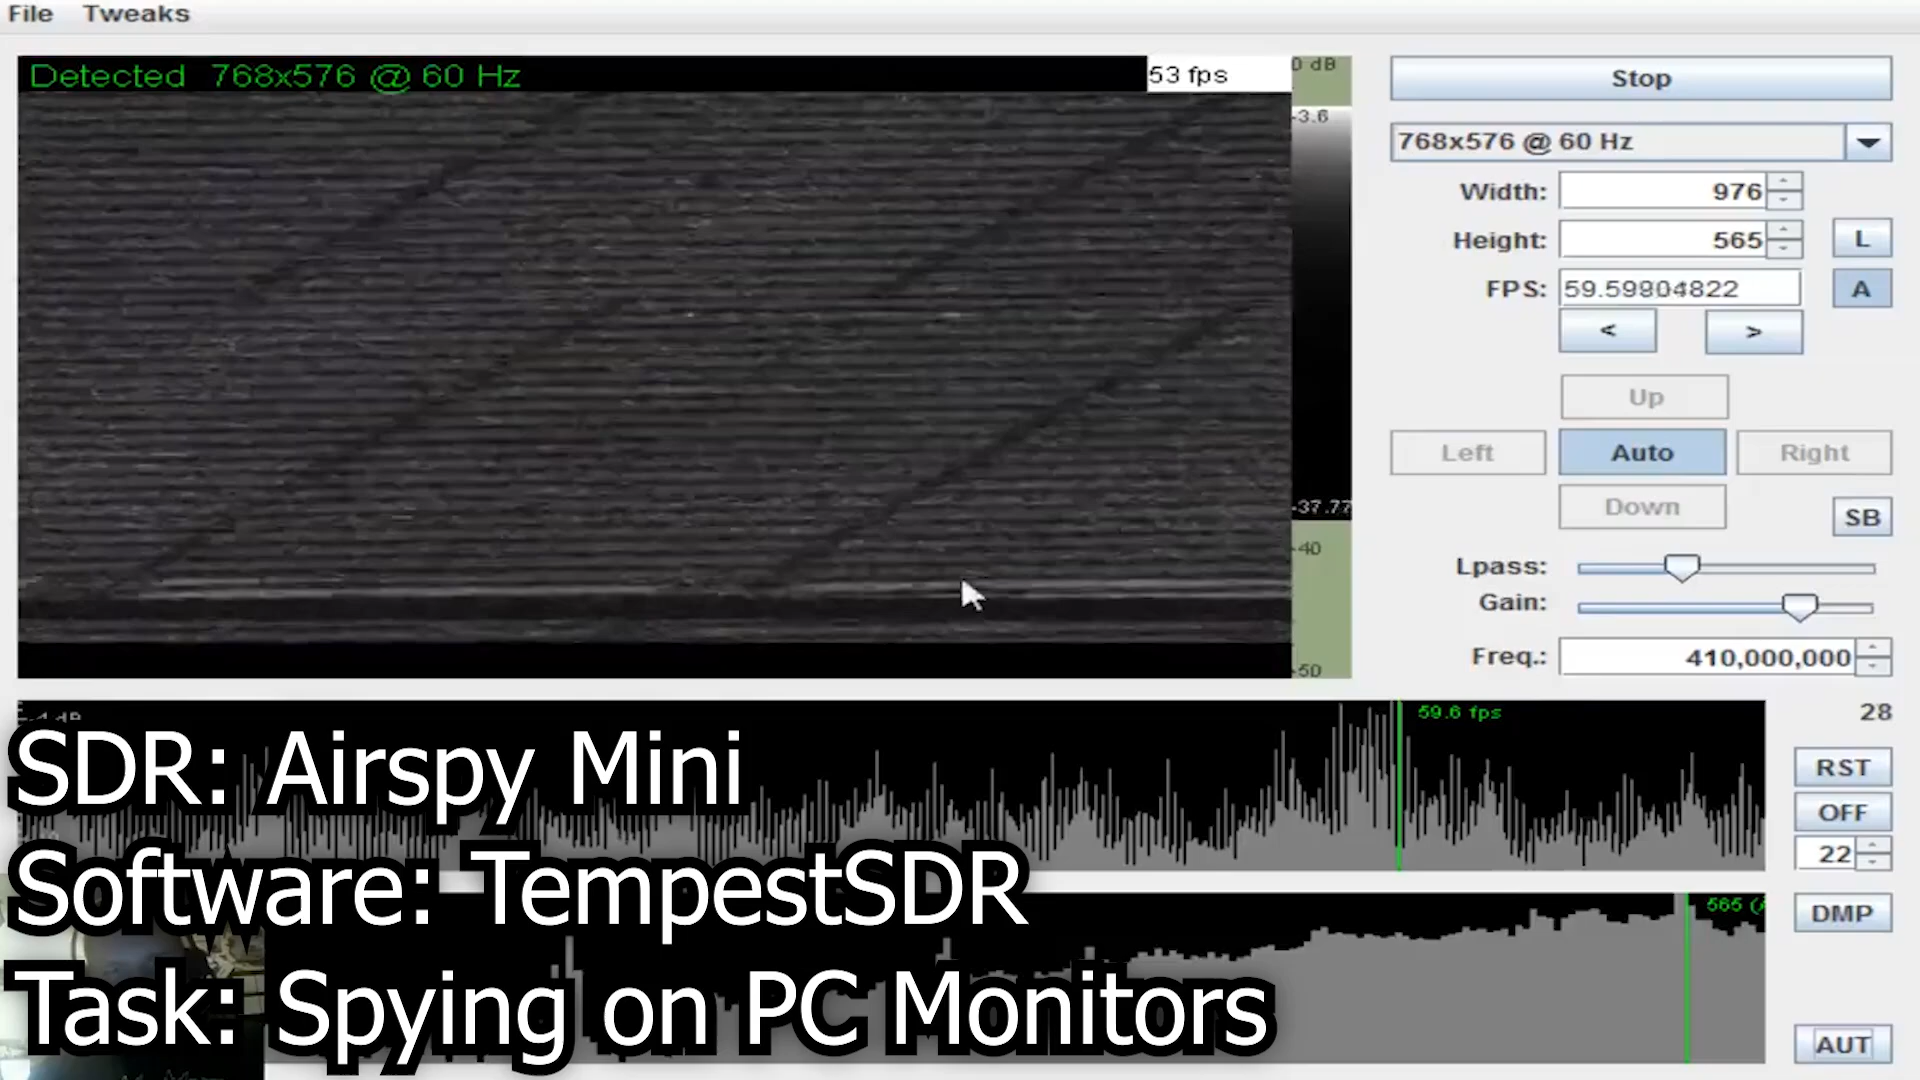 File Tweaks
Detected 768x576 @ 60 Hz
53 fps
0 dB
-3.6
-37.77
-40
-50
Stop
768x576 @ 60 Hz
Width: 976
Height: 565
L
FPS: 59.59804822
A
< >
Up
Left Auto Right
Down
SB
Lpass:
Gain:
Freq.: 410,000,000
59.6 fps
28
RST
OFF
22
565 (A
DMP
AUT
SDR: Airspy Mini
Software: TempestSDR
Task: Spying on PC Monitors